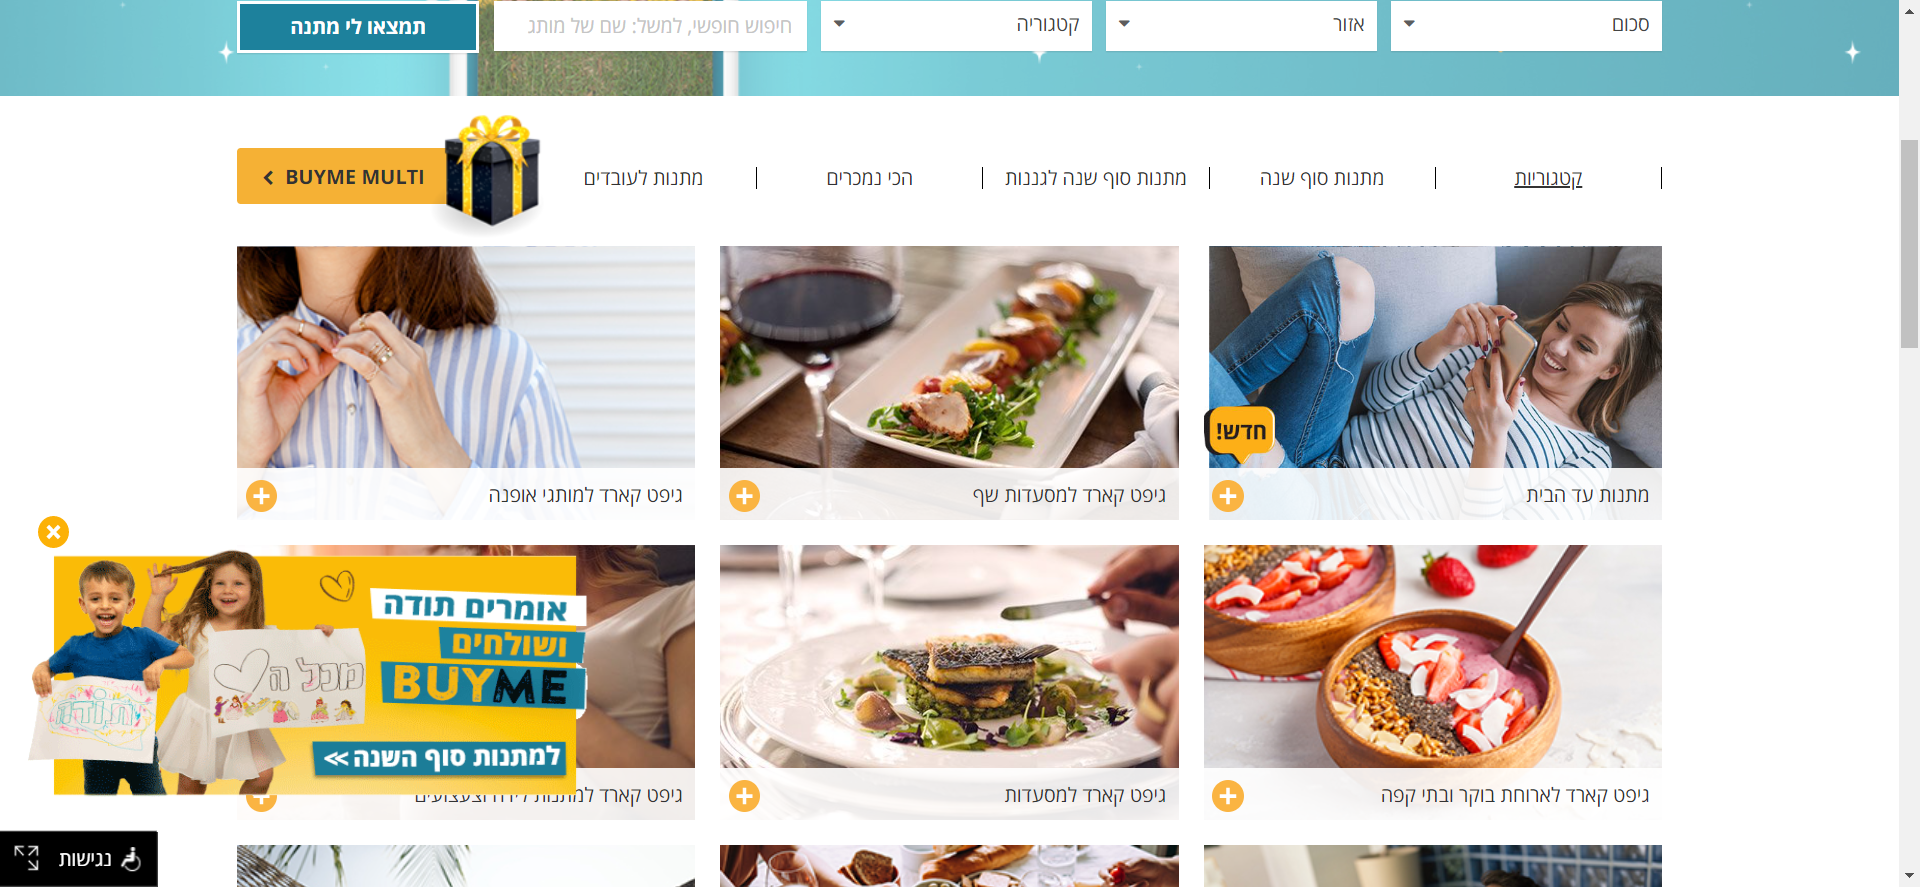 סכום
אזור
קטגוריה
חיפוש חופשי, למשל: שם של מותג
תמצאו לי מתנה
קטגוריות
מתנות סוף שנה
מתנות סוף שנה לגננות
הכי נמכרים
מתנות לעובדים
BUYME MULTI
חדש!
מתנות עד הבית
גיפט קארד למסעדות שף
גיפט קארד למותגי אופנה
גיפט קארד לארוחת בוקר ובתי קפה
גיפט קארד למסעדות
גיפט קארד למתנות לידה וצעצועים
אומרים תודה
ושולחים
BUYME
מכל ה
תודה
למתנות סוף השנה >>
נגישות